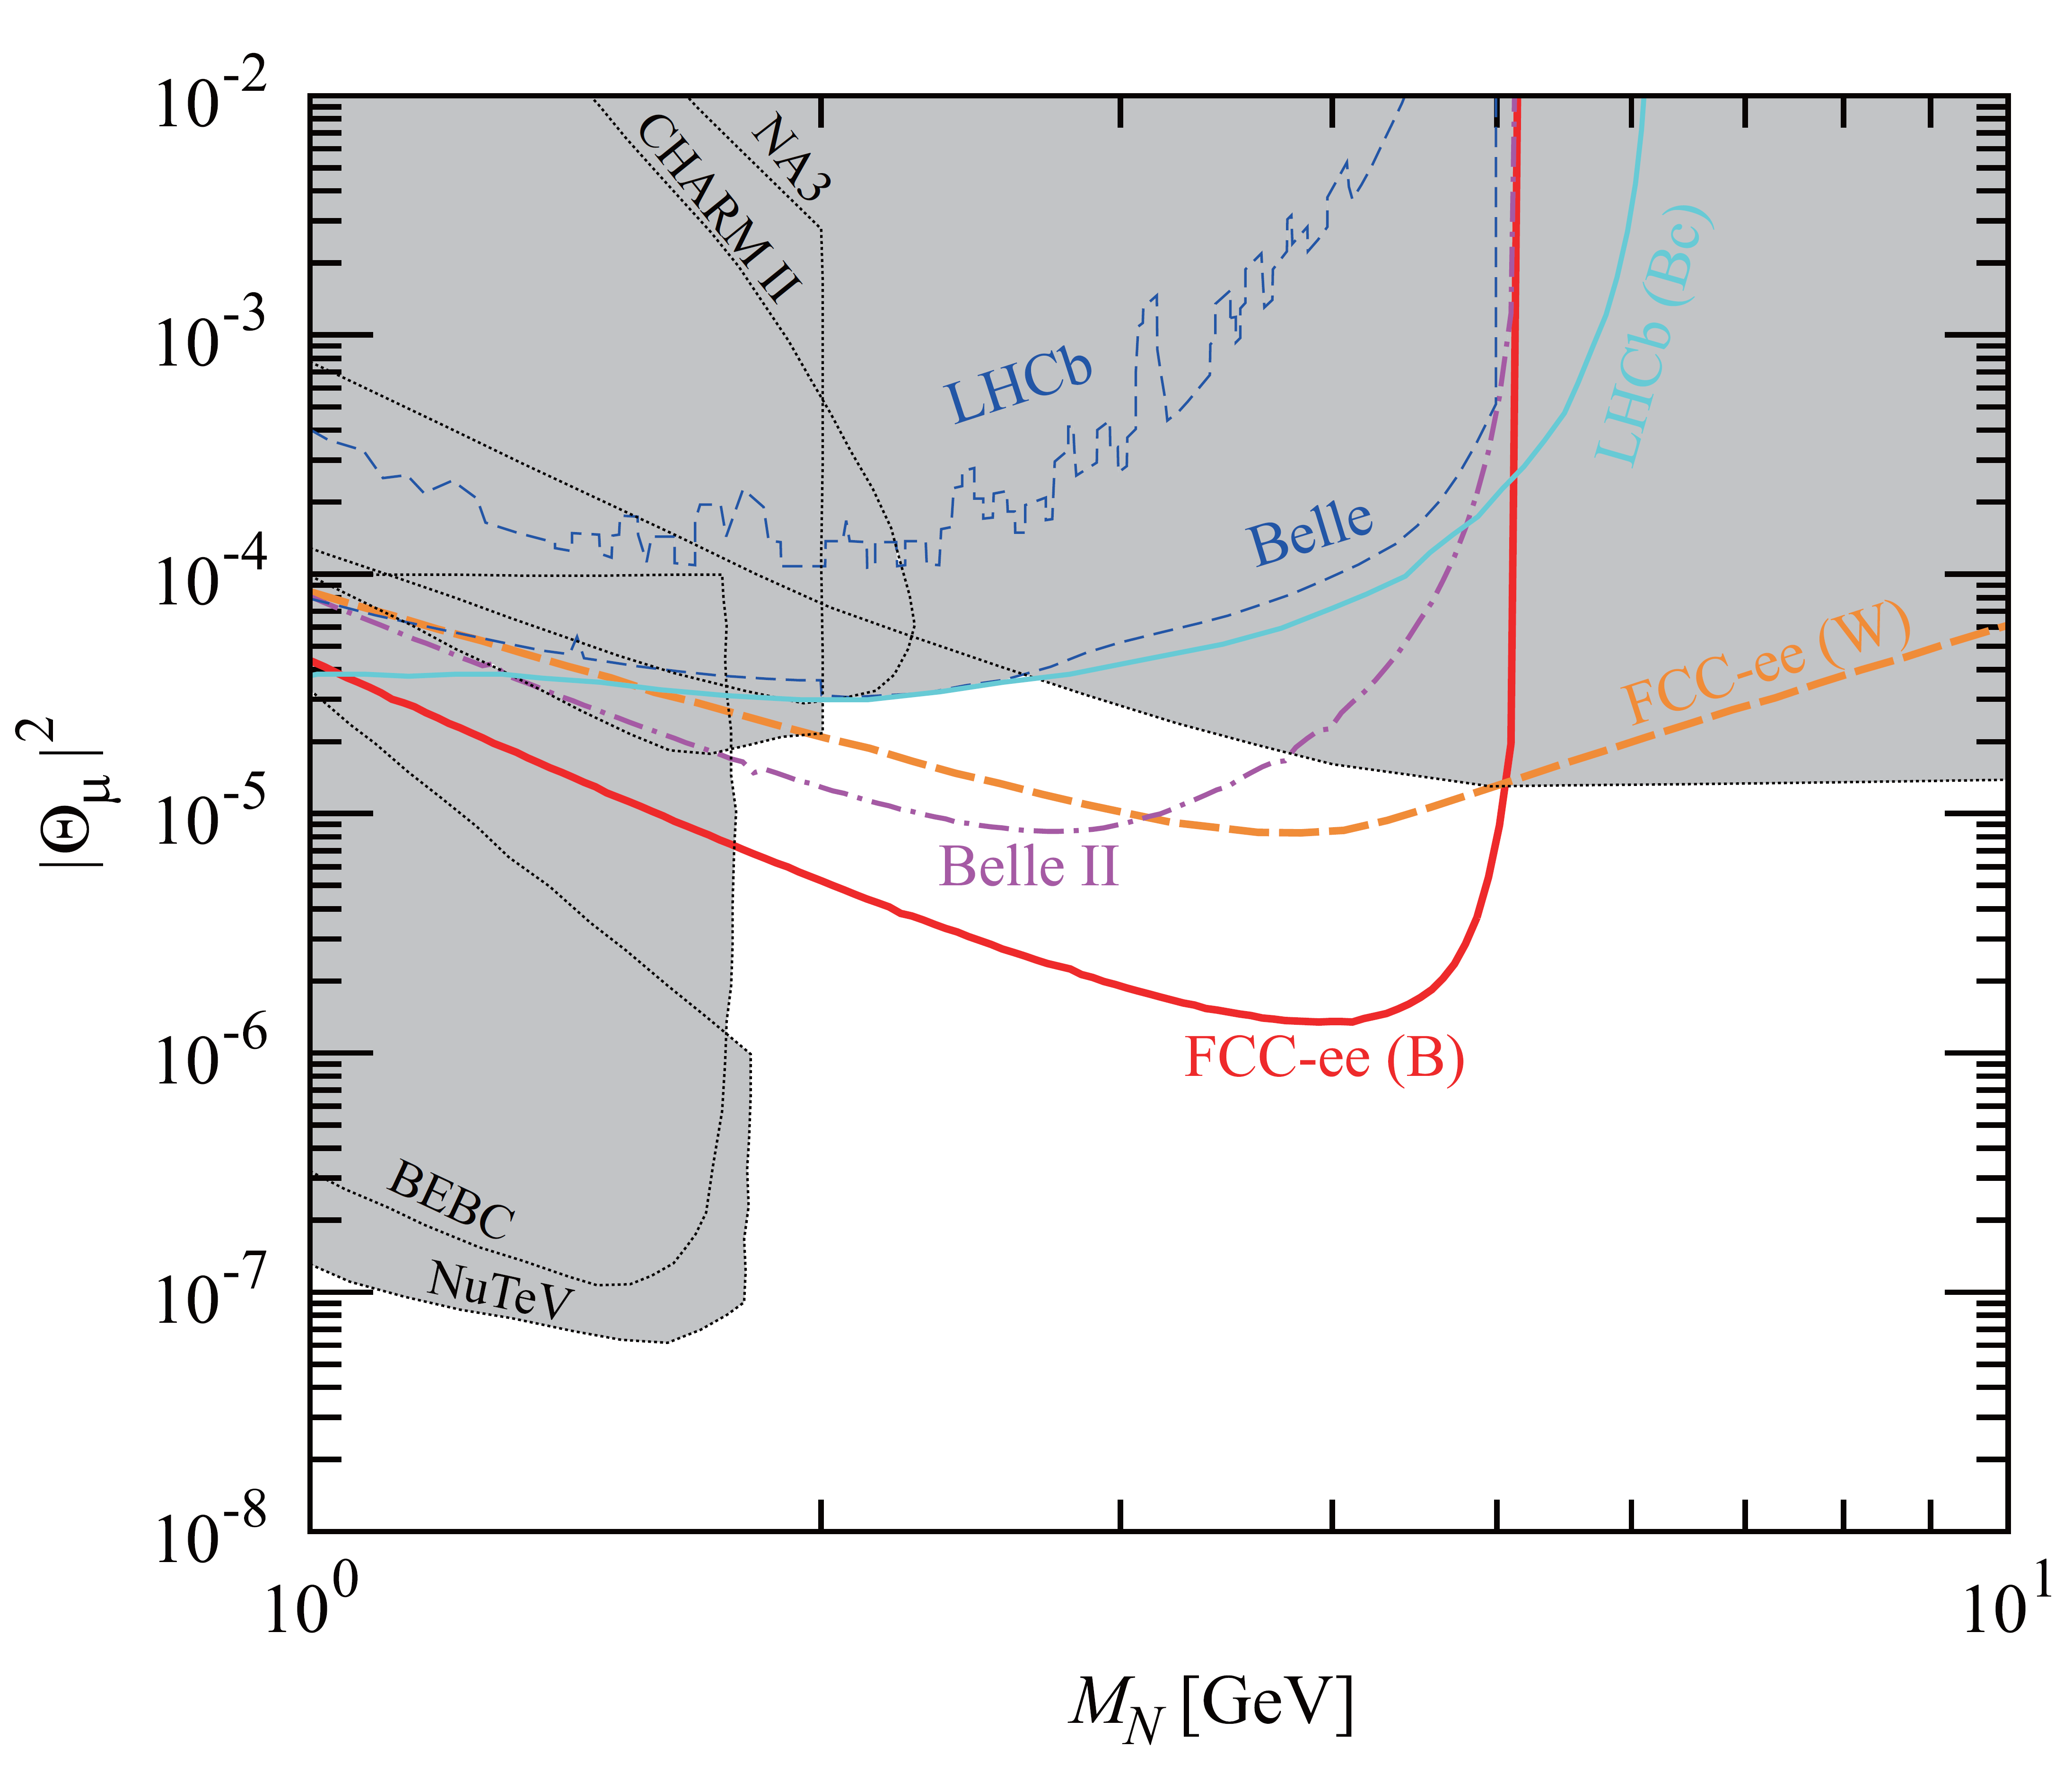 10^-2
10^-3
10^-4
10^-5
10^-6
10^-7
10^-8
|Θ_μ|^2
NA3
CHARM II
LHCb
LHCb (Bc)
Belle
FCC-ee (W)
Belle II
FCC-ee (B)
BEBC
NuTeV
10^0
10^1
M_N [GeV]